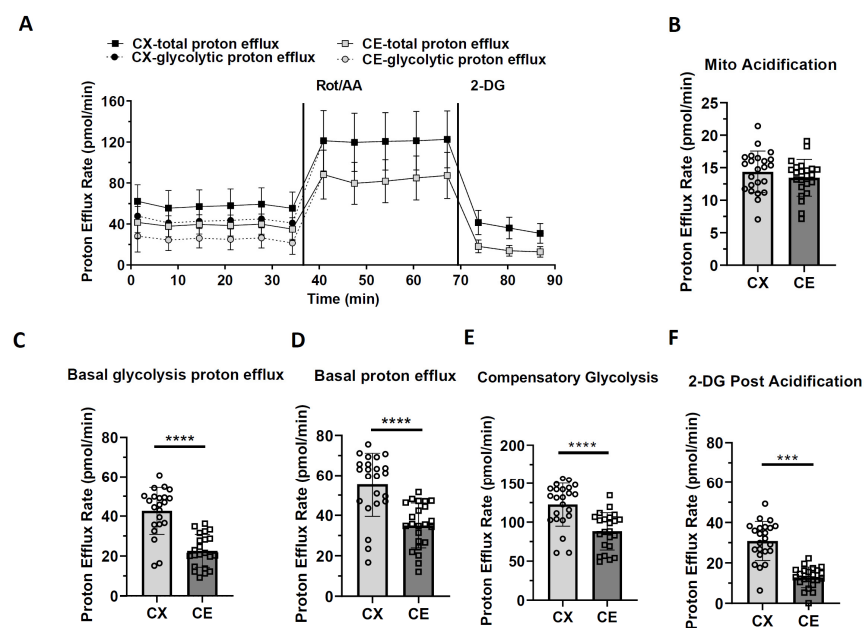 A
CX-total proton efflux
CE-total proton efflux
CX-glycolytic proton efflux
CE-glycolytic proton efflux
Rot/AA
2-DG
Proton Efflux Rate (pmol/min)
160
120
80
40
0
0 10 20 30 40 50 60 70 80 90
Time (min)
B
Mito Acidification
Proton Efflux Rate (pmol/min)
25
20
15
10
5
0
CX CE
C
Basal glycolysis proton efflux
Proton Efflux Rate (pmol/min)
80
60
40
20
0
****
CX CE
D
Basal proton efflux
Proton Efflux Rate (pmol/min)
80
60
40
20
0
****
CX CE
E
Compensatory Glycolysis
Proton Efflux Rate (pmol/min)
200
150
100
50
0
****
CX CE
F
2-DG Post Acidification
Proton Efflux Rate (pmol/min)
80
60
40
20
0
***
CX CE